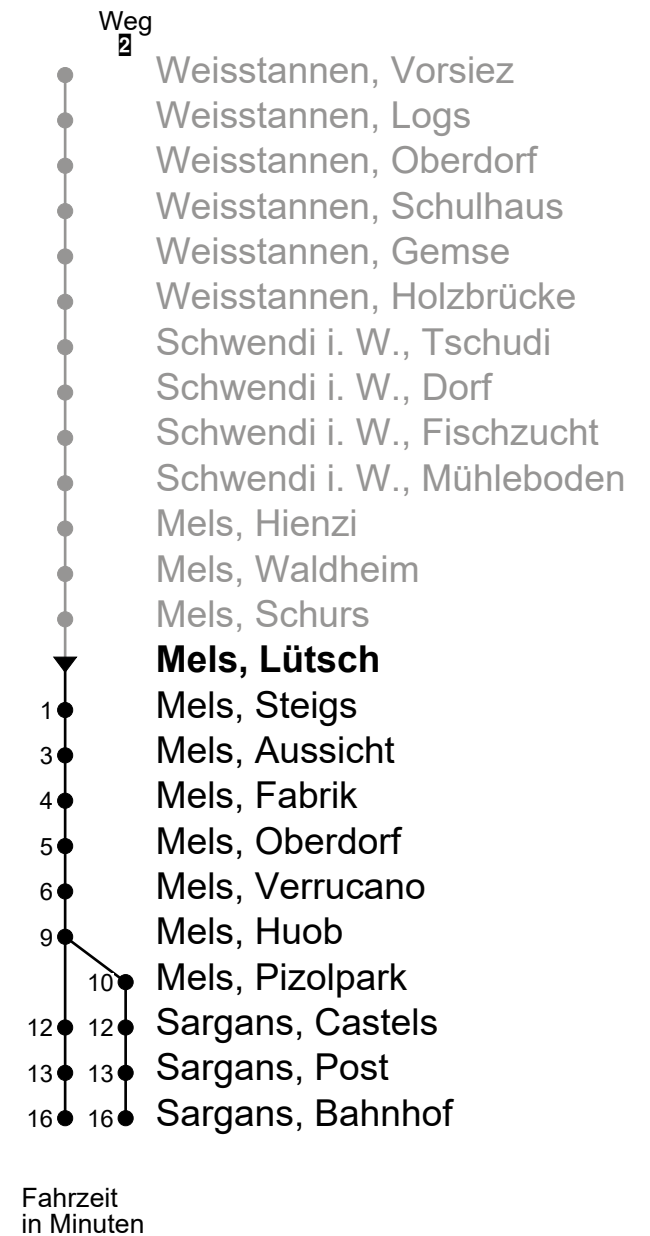 Weg
2
Weisstannen, Vorsiez
Weisstannen, Logs
Weisstannen, Oberdorf
Weisstannen, Schulhaus
Weisstannen, Gemse
Weisstannen, Holzbrücke
Schwendi i. W., Tschudi
Schwendi i. W., Dorf
Schwendi i. W., Fischzucht
Schwendi i. W., Mühleboden
Mels, Hienzi
Mels, Waldheim
Mels, Schurs
Mels, Lütsch
1 Mels, Steigs
3 Mels, Aussicht
4 Mels, Fabrik
5 Mels, Oberdorf
6 Mels, Verrucano
9 Mels, Huob
10 Mels, Pizolpark
12 12 Sargans, Castels
13 13 Sargans, Post
16 16 Sargans, Bahnhof
Fahrzeit
in Minuten